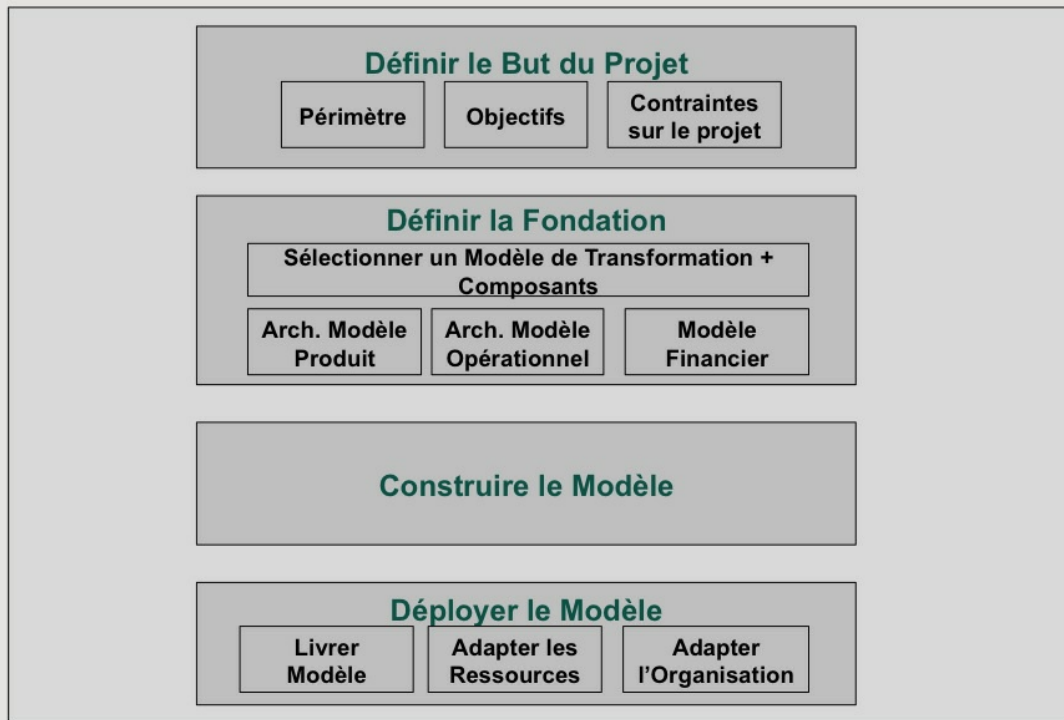 Définir le But du Projet
Périmètre
Objectifs
Contraintes
sur le projet
Définir la Fondation
Sélectionner un Modèle de Transformation +
Composants
Arch. Modèle
Produit
Arch. Modèle
Opérationnel
Modèle
Financier
Construire le Modèle
Déployer le Modèle
Livrer
Modèle
Adapter les
Ressources
Adapter
l’Organisation